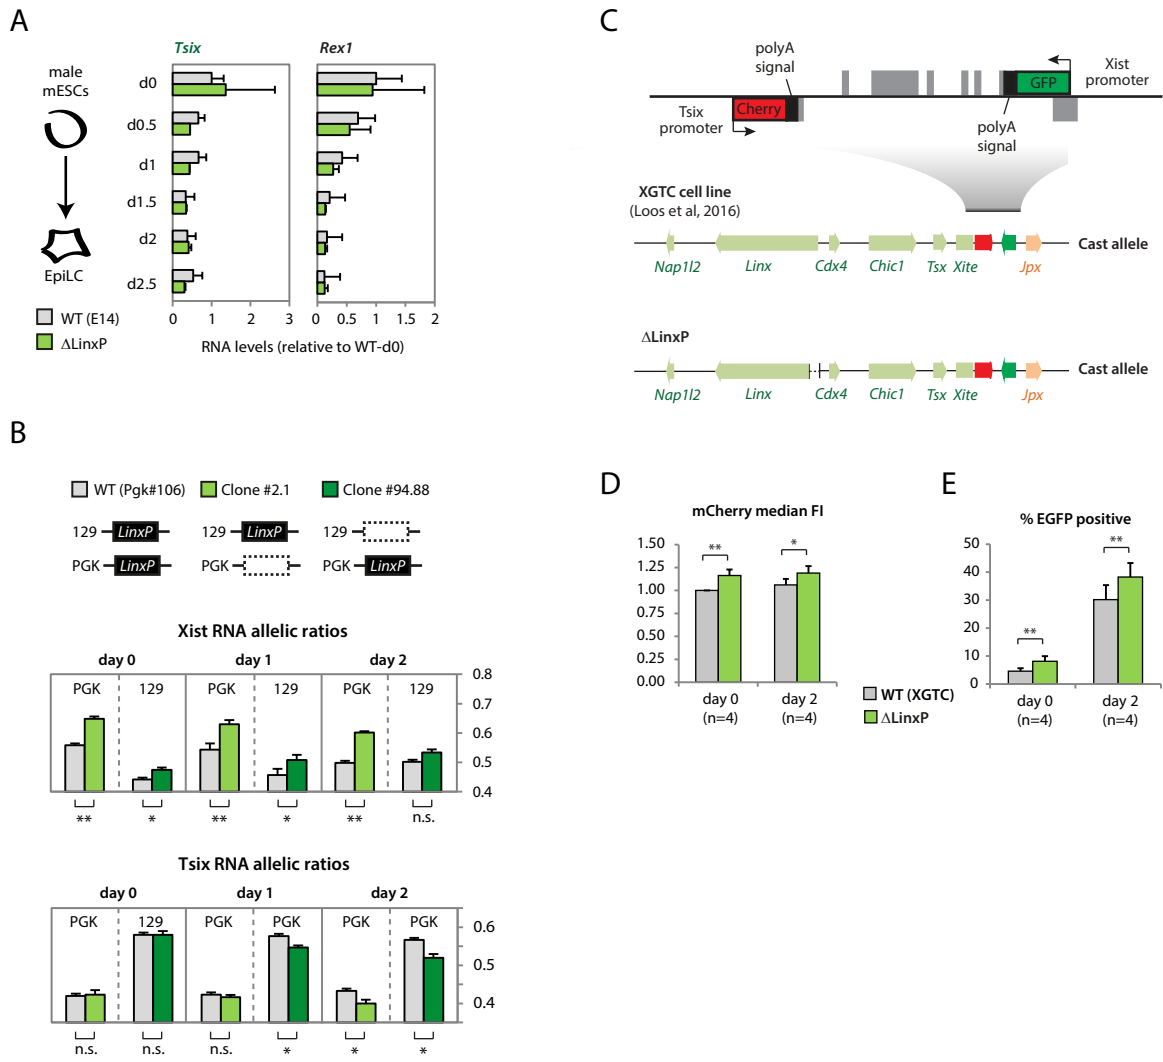 A
Tsix
Rex1
male
mESCs
EpiLC
d0
d0.5
d1
d1.5
d2
d2.5
0 1 2 3
0 0.5 1 1.5 2
RNA levels (relative to WT-d0)
WT (E14)
ΔLinxP
B
WT (Pgk#106) Clone #2.1 Clone #94.88
129 LinxP 129 LinxP 129
PGK LinxP PGK PGK LinxP
Xist RNA allelic ratios
day 0 day 1 day 2
PGK 129 PGK 129 PGK 129
0.8
0.7
0.6
0.5
0.4
** * ** * ** n.s.
Tsix RNA allelic ratios
day 0 day 1 day 2
PGK 129 PGK PGK PGK PGK
0.6
0.5
0.4
n.s. n.s. n.s. * * *
C
polyA
signal
Xist
promoter
GFP
Cherry
Tsix
promoter
polyA
signal
XGTC cell line
(Loos et al, 2016)
Cast allele
Nap1l2 Linx Cdx4 Chic1 Tsx Xite Jpx
ΔLinxP
Cast allele
Nap1l2 Linx Cdx4 Chic1 Tsx Xite Jpx
D
mCherry median FI
1.50
1.25
1.00
0.75
0.50
0.25
0.00
** *
day 0 day 2
(n=4) (n=4)
WT (XGTC)
ΔLinxP
E
% EGFP positive
50
40
30
20
10
0
** **
day 0 day 2
(n=4) (n=4)